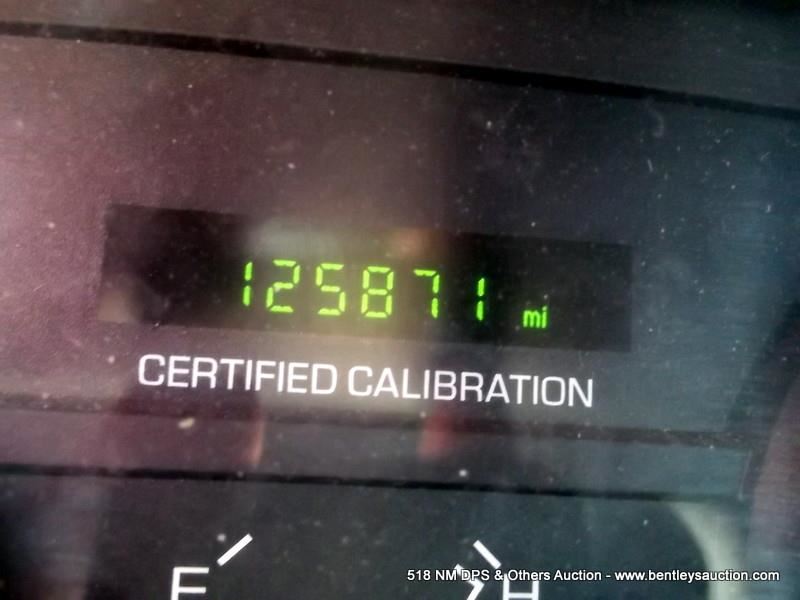 125871 mi
CERTIFIED CALIBRATION
F H
518 NM DPS & Others Auction - www.bentleysauction.com